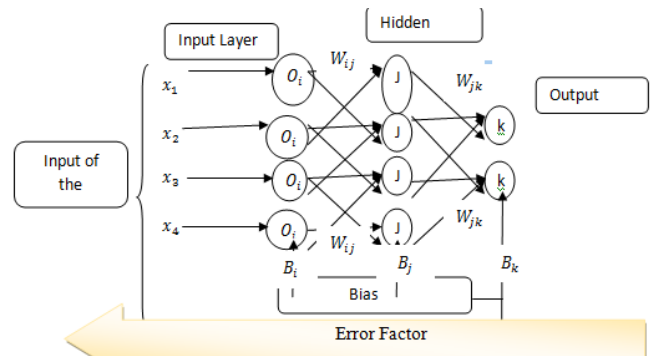 Hidden
Input Layer
W_ij
W_jk
Output
x_1
O_i
J
x_2
O_i
J
k
Input of
the
x_3
O_i
J
k
x_4
O_i
J
W_ij
W_jk
B_i
B_j
B_k
Bias
Error Factor